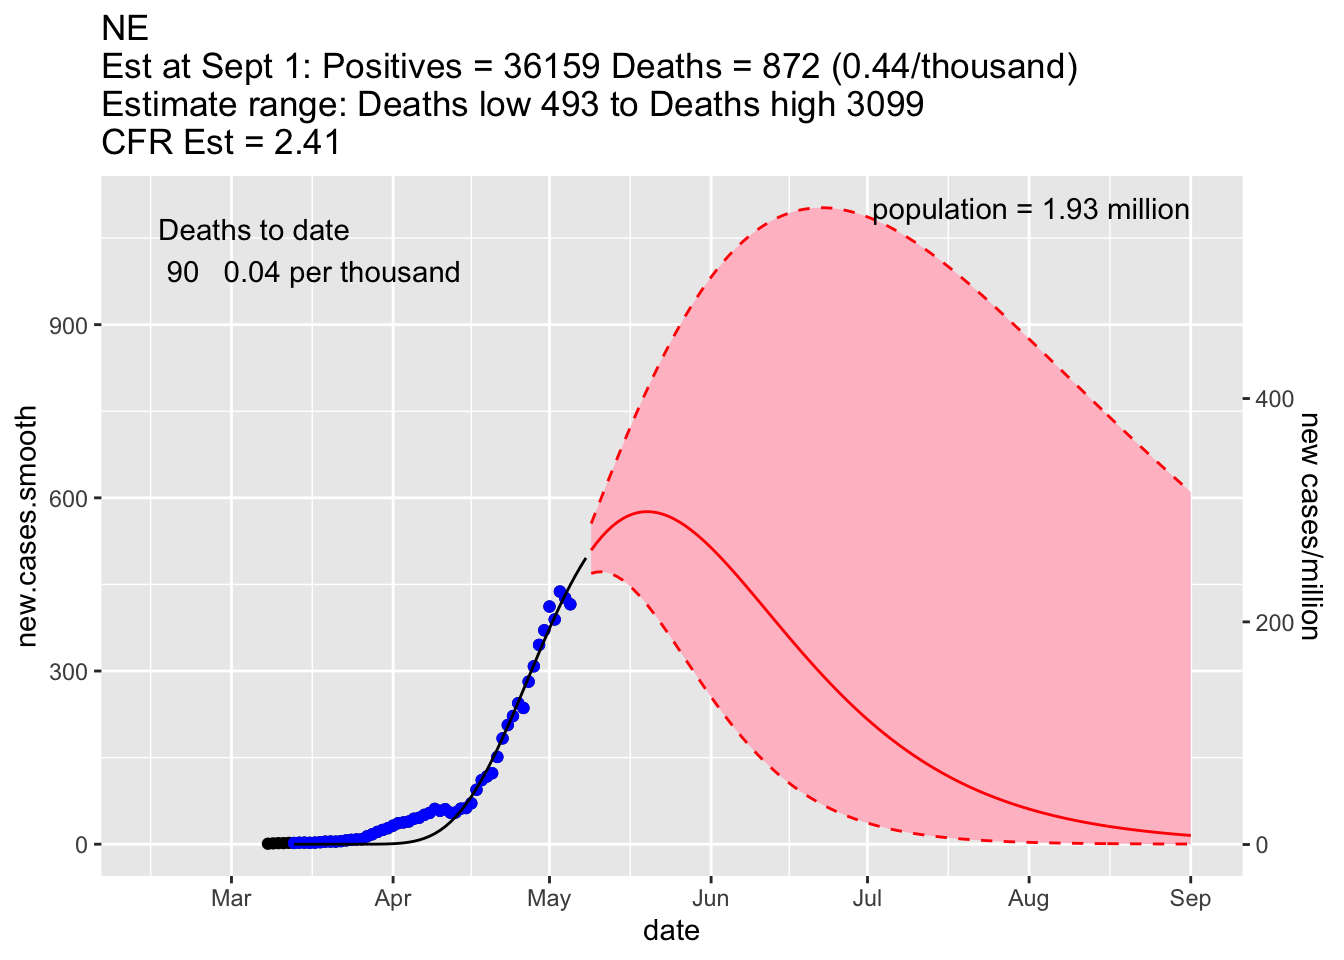 NE
Est at Sept 1: Positives = 36159 Deaths = 872 (0.44/thousand)
Estimate range: Deaths low 493 to Deaths high 3099
CFR Est = 2.41
Deaths to date
90 0.04 per thousand
population = 1.93 million
900
600
300
0
new.cases.smooth
400
200
0
new cases/million
Mar Apr May Jun Jul Aug Sep
date